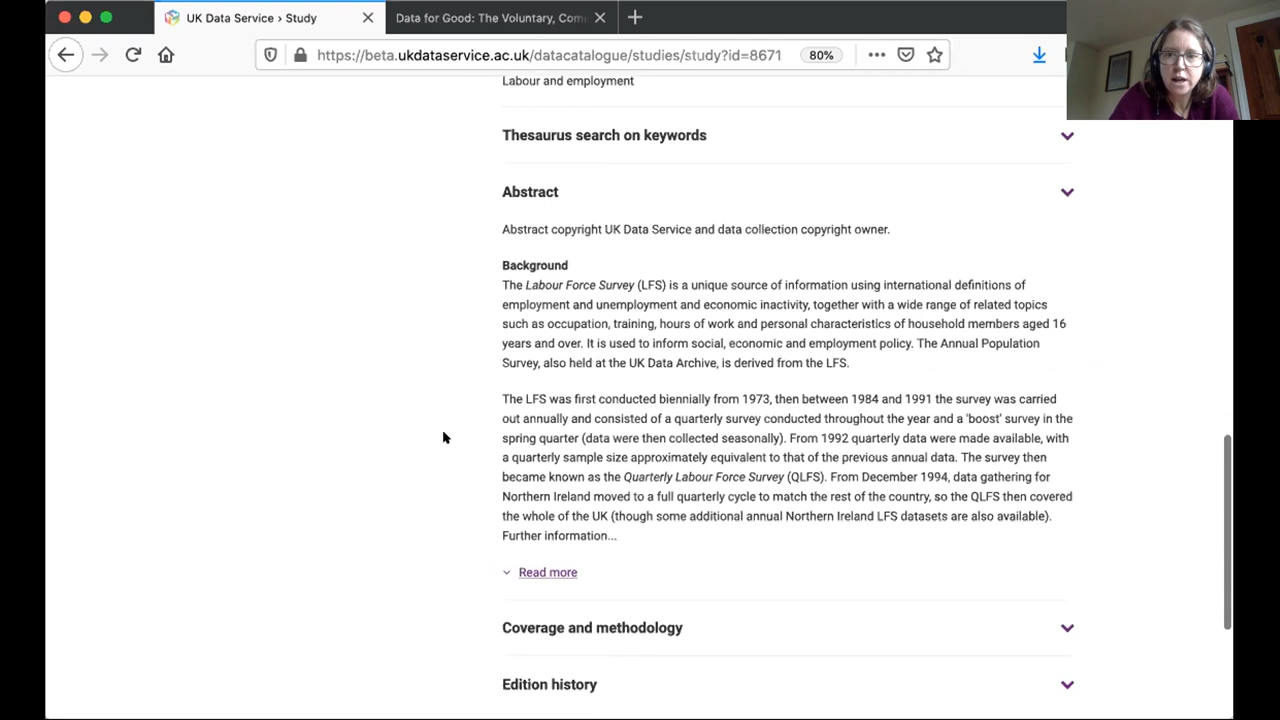 UK Data Service › Study
Data for Good: The Voluntary, Com
https://beta.ukdataservice.ac.uk/datacatalogue/studies/study?id=8671
80%
Labour and employment
Thesaurus search on keywords
Abstract
Abstract copyright UK Data Service and data collection copyright owner.
Background
The Labour Force Survey (LFS) is a unique source of information using international definitions of
employment and unemployment and economic inactivity, together with a wide range of related topics
such as occupation, training, hours of work and personal characteristics of household members aged 16
years and over. It is used to inform social, economic and employment policy. The Annual Population
Survey, also held at the UK Data Archive, is derived from the LFS.
The LFS was first conducted biennially from 1973, then between 1984 and 1991 the survey was carried
out annually and consisted of a quarterly survey conducted throughout the year and a 'boost' survey in the
spring quarter (data were then collected seasonally). From 1992 quarterly data were made available, with
a quarterly sample size approximately equivalent to that of the previous annual data. The survey then
became known as the Quarterly Labour Force Survey (QLFS). From December 1994, data gathering for
Northern Ireland moved to a full quarterly cycle to match the rest of the country, so the QLFS then covered
the whole of the UK (though some additional annual Northern Ireland LFS datasets are also available).
Further information...
Read more
Coverage and methodology
Edition history